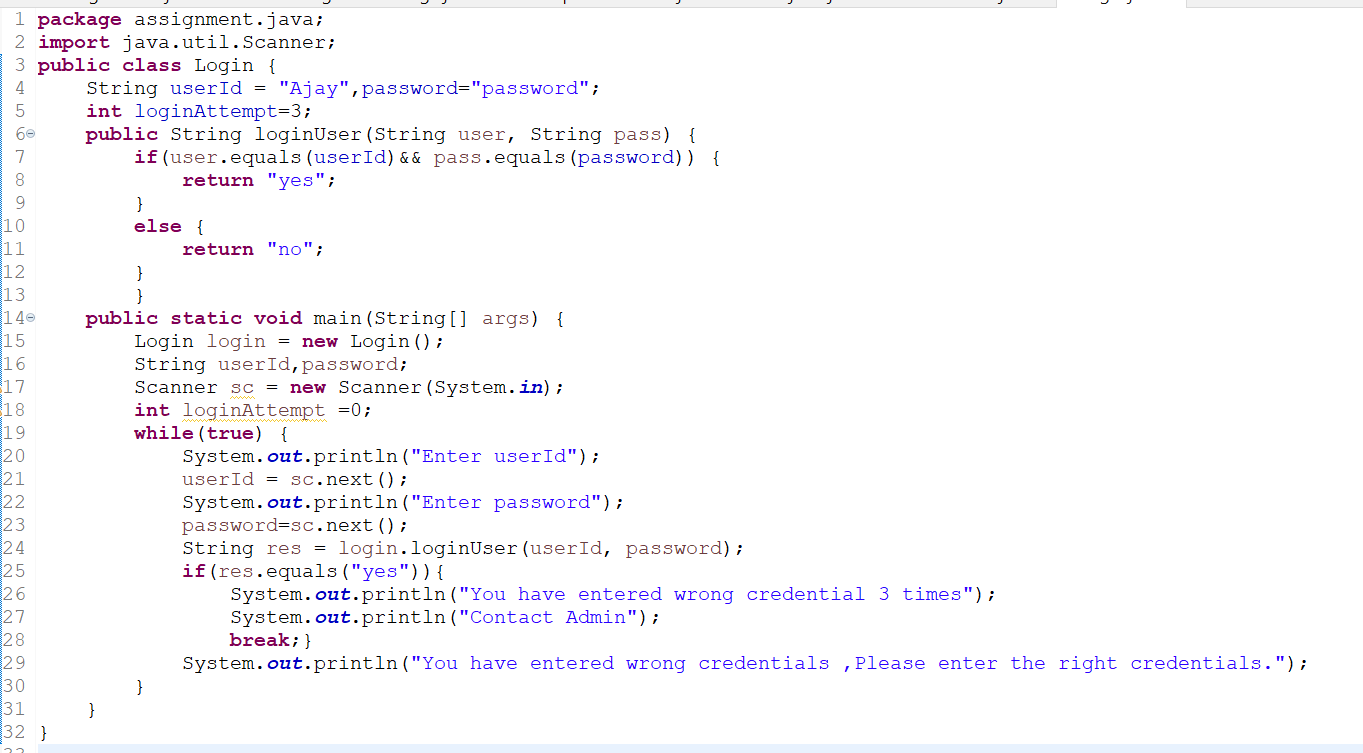 1 package assignment.java;
2 import java.util.Scanner;
3 public class Login {
4     String userId = "Ajay",password="password";
5     int loginAttempt=3;
6     public String loginUser(String user, String pass) {
7         if(user.equals(userId)&& pass.equals(password)) {
8             return "yes";
9         }
10         else {
11             return "no";
12         }
13         }
14     public static void main(String[] args) {
15         Login login = new Login();
16         String userId,password;
17         Scanner sc = new Scanner(System.in);
18         int loginAttempt =0;
19         while(true) {
20             System.out.println("Enter userId");
21             userId = sc.next();
22             System.out.println("Enter password");
23             password=sc.next();
24             String res = login.loginUser(userId, password);
25             if(res.equals("yes")){
26                 System.out.println("You have entered wrong credential 3 times");
27                 System.out.println("Contact Admin");
28                 break;}
29             System.out.println("You have entered wrong credentials ,Please enter the right credentials.");
30         }
31     }
32 }